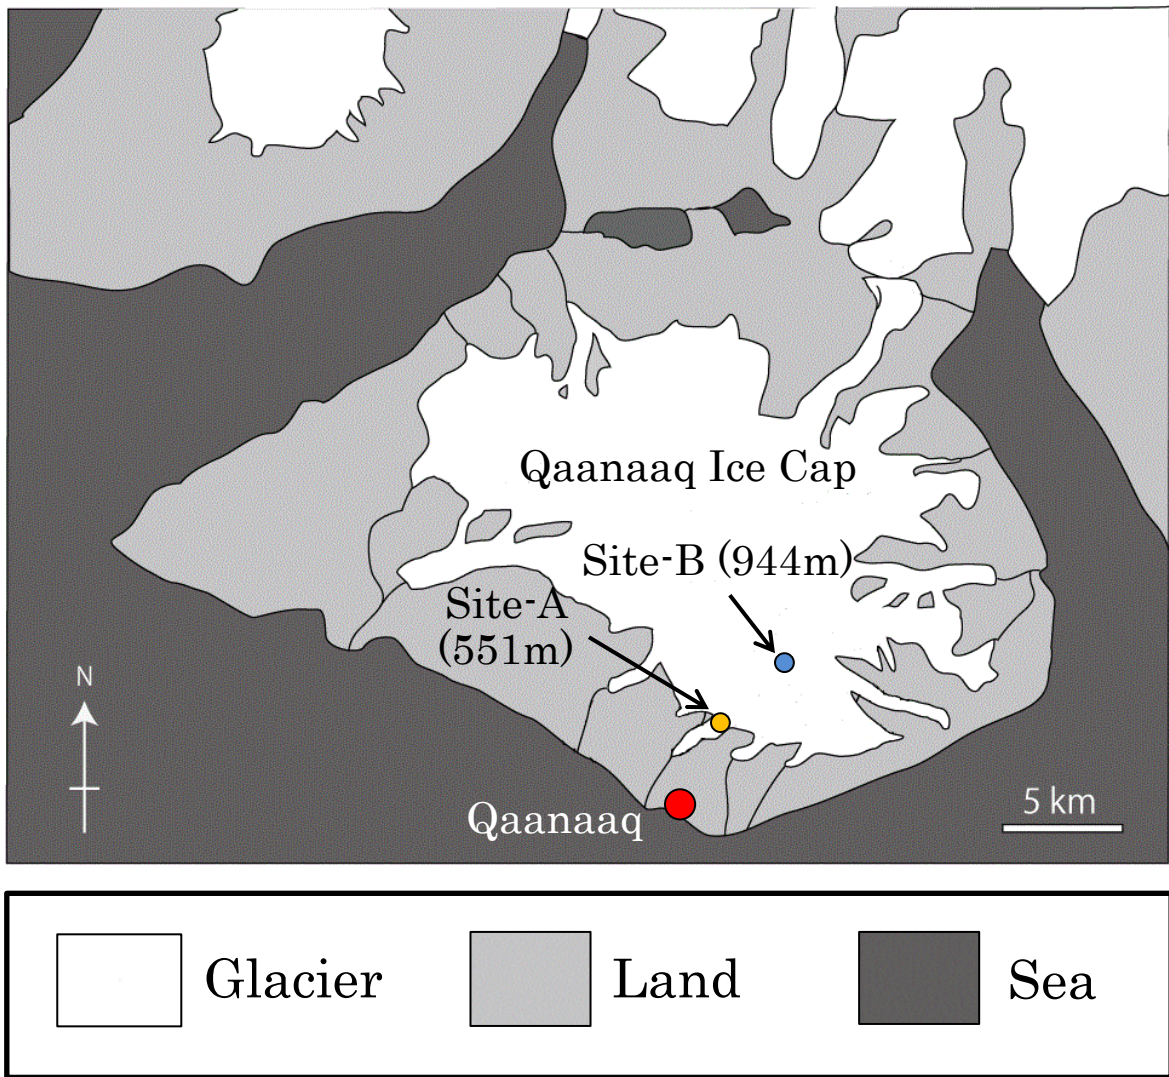 Qaanaaq Ice Cap
Site-B (944m)
Site-A
(551m)
N
5 km
Qaanaaq
Glacier
Land
Sea